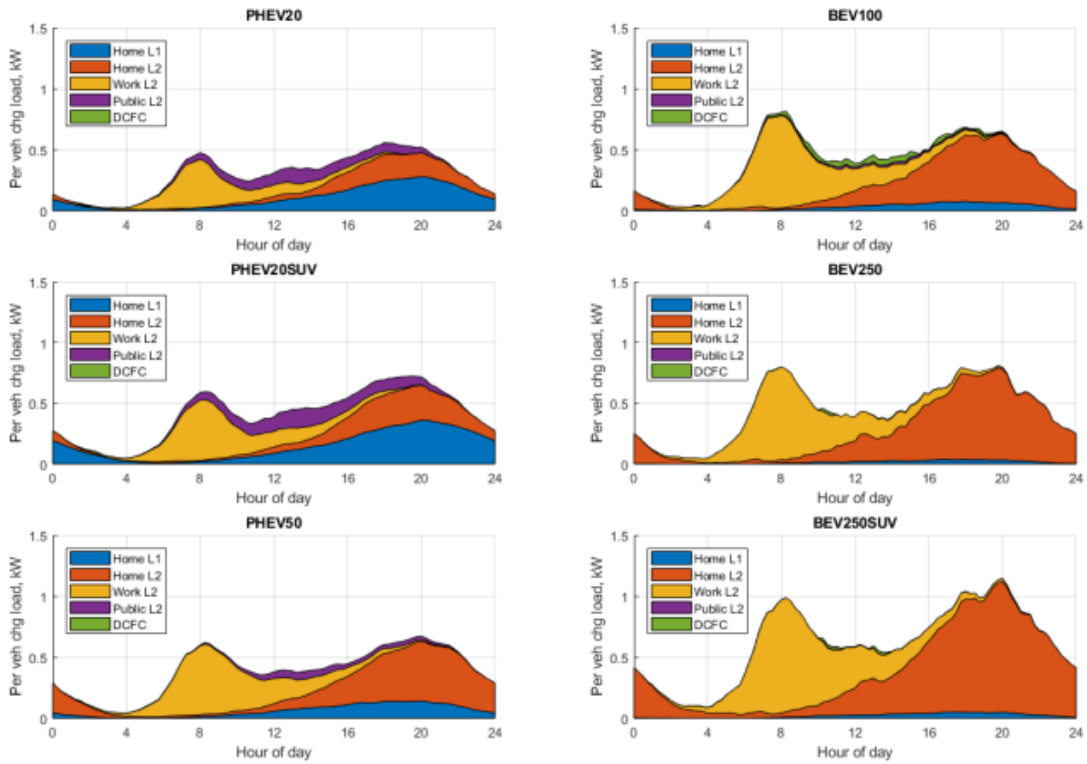 PHEV20
1.5
1
0.5
0
Per veh chg load, kW
Home L1
Home L2
Work L2
Public L2
DCFC
0 4 8 12 16 20 24
Hour of day
BEV100
1.5
1
0.5
0
Per veh chg load, kW
Home L1
Home L2
Work L2
Public L2
DCFC
0 4 8 12 16 20 24
Hour of day
PHEV20SUV
1.5
1
0.5
0
Per veh chg load, kW
Home L1
Home L2
Work L2
Public L2
DCFC
0 4 8 12 16 20 24
Hour of day
BEV250
1.5
1
0.5
0
Per veh chg load, kW
Home L1
Home L2
Work L2
Public L2
DCFC
0 4 8 12 16 20 24
Hour of day
PHEV50
1.5
1
0.5
0
Per veh chg load, kW
Home L1
Home L2
Work L2
Public L2
DCFC
0 4 8 12 16 20 24
Hour of day
BEV250SUV
1.5
1
0.5
0
Per veh chg load, kW
Home L1
Home L2
Work L2
Public L2
DCFC
0 4 8 12 16 20 24
Hour of day